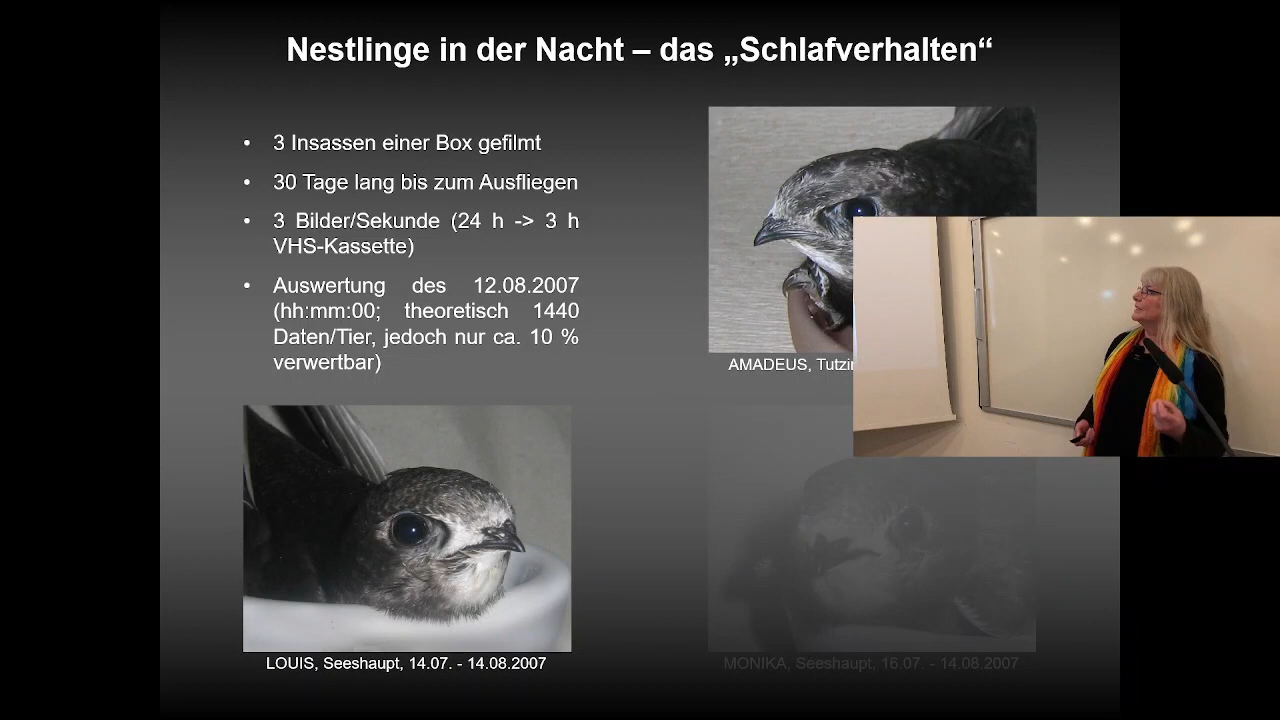 Nestlinge in der Nacht – das „Schlafverhalten“
• 3 Insassen einer Box gefilmt
• 30 Tage lang bis zum Ausfliegen
• 3 Bilder/Sekunde (24 h -> 3 h
VHS-Kassette)
• Auswertung des 12.08.2007
(hh:mm:00; theoretisch 1440
Daten/Tier, jedoch nur ca. 10 %
verwertbar)
AMADEUS,
LOUIS, Seeshaupt, 14.07. - 14.08.2007
MONIKA, Seeshaupt, 16.07. - 14.08.2007